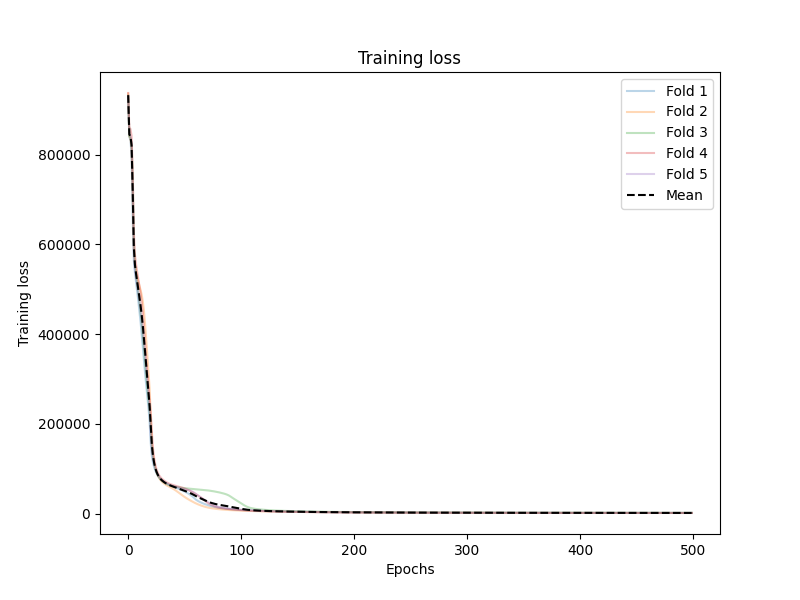 Training loss
Fold 1
Fold 2
Fold 3
Fold 4
Fold 5
Mean
Training loss
800000
600000
400000
200000
0
0 100 200 300 400 500
Epochs